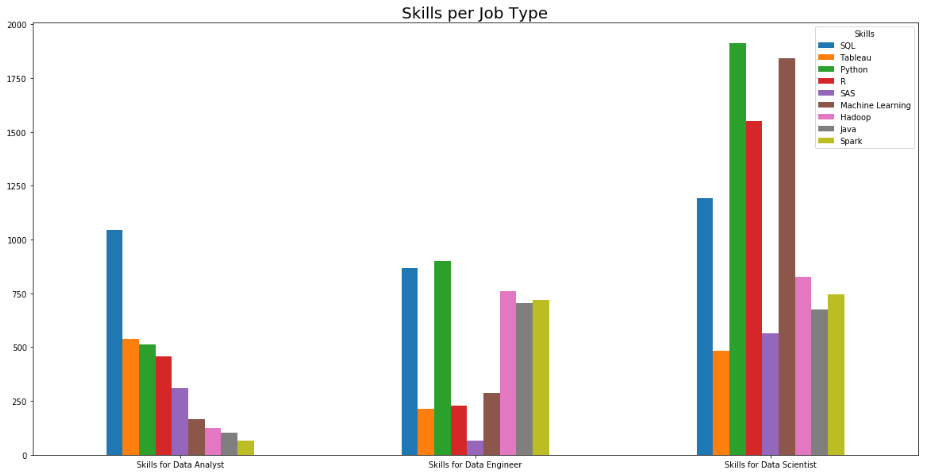 Skills per Job Type
2000
1750
1500
1250
1000
750
500
250
0
Skills
SQL
Tableau
Python
R
SAS
Machine Learning
Hadoop
Java
Spark
Skills for Data Analyst
Skills for Data Engineer
Skills for Data Scientist